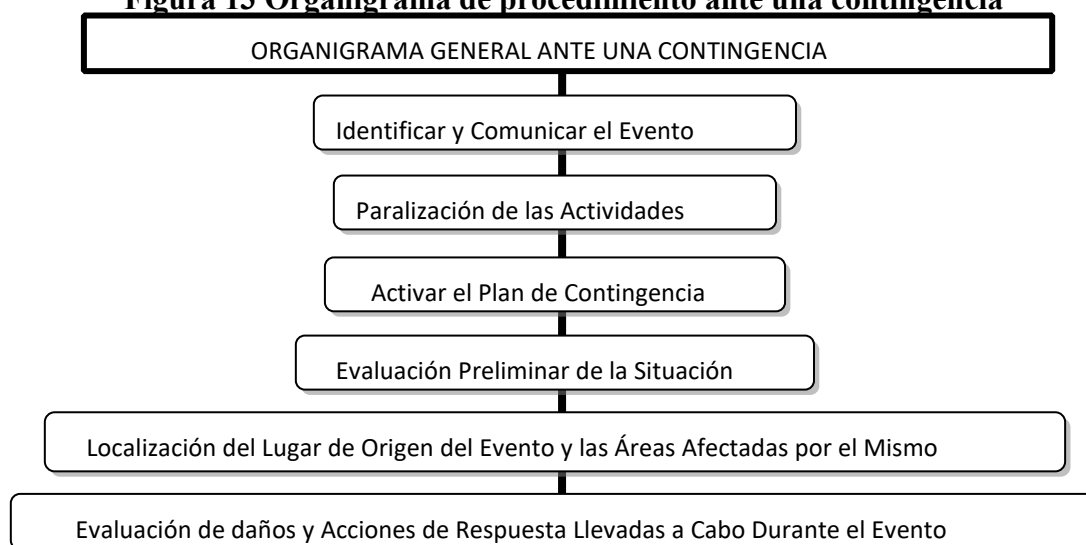 Figura 15 Organigrama de procedimiento ante una contingencia
ORGANIGRAMA GENERAL ANTE UNA CONTINGENCIA
Identificar y Comunicar el Evento
Paralización de las Actividades
Activar el Plan de Contingencia
Evaluación Preliminar de la Situación
Localización del Lugar de Origen del Evento y las Áreas Afectadas por el Mismo
Evaluación de daños y Acciones de Respuesta Llevadas a Cabo Durante el Evento